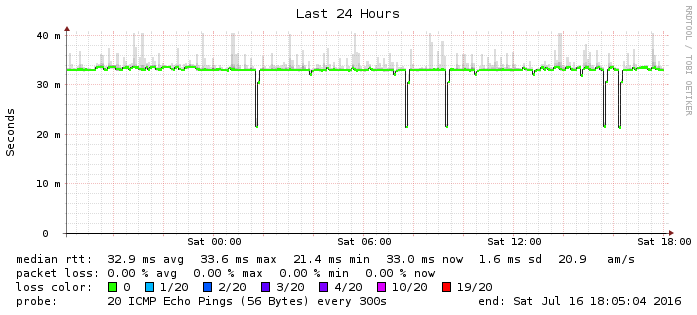 Last 24 Hours
RRDTOOL / TOBI OETIKER
Seconds
40 m
30 m
20 m
10 m
0
Sat 00:00 Sat 06:00 Sat 12:00 Sat 18:00
median rtt: 32.9 ms avg 33.6 ms max 21.4 ms min 33.0 ms now 1.6 ms sd 20.9 am/s
packet loss: 0.00 % avg 0.00 % max 0.00 % min 0.00 % now
loss color: 0 1/20 2/20 3/20 4/20 10/20 19/20
probe: 20 ICMP Echo Pings (56 Bytes) every 300s end: Sat Jul 16 18:05:04 2016